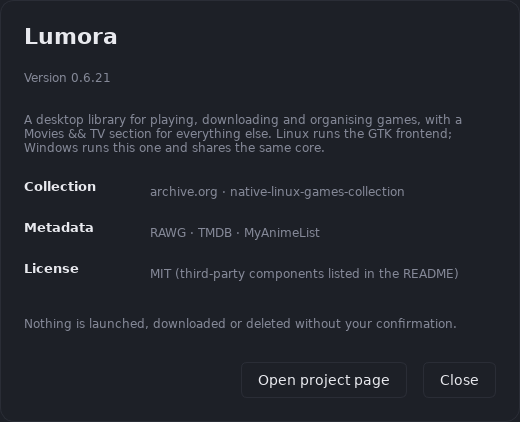 Lumora
Version 0.6.21
A desktop library for playing, downloading and organising games, with a
Movies && TV section for everything else. Linux runs the GTK frontend;
Windows runs this one and shares the same core.
Collection
archive.org · native-linux-games-collection
Metadata
RAWG · TMDB · MyAnimeList
License
MIT (third-party components listed in the README)
Nothing is launched, downloaded or deleted without your confirmation.
Open project page
Close